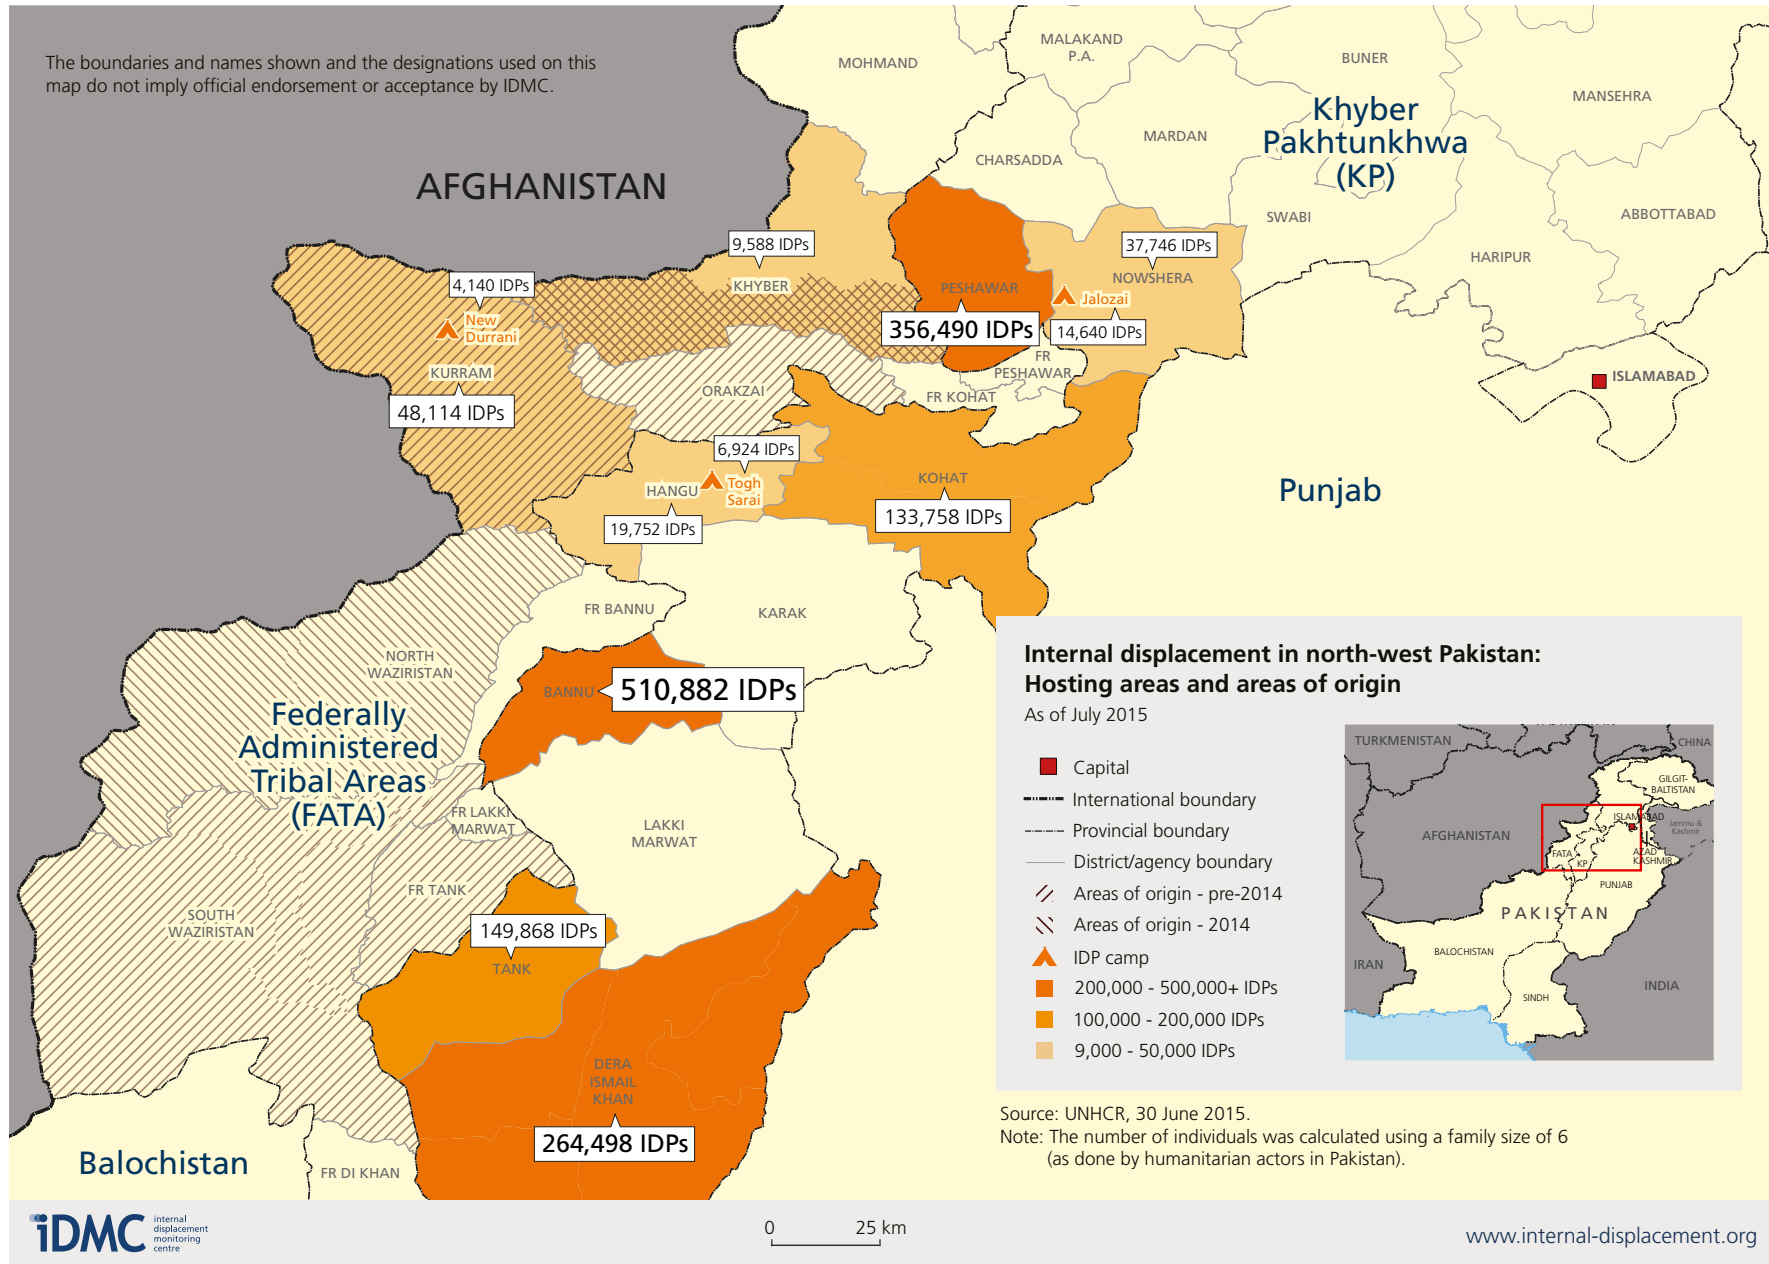 The boundaries and names shown and the designations used on this
map do not imply official endorsement or acceptance by IDMC.
AFGHANISTAN
MOHMAND
MALAKAND
P.A.
BUNER
MANSEHRA
Khyber
Pakhtunkhwa
(KP)
CHARSADDA
MARDAN
SWABI
ABBOTTABAD
HARIPUR
9,588 IDPs
KHYBER
37,746 IDPs
NOWSHERA
4,140 IDPs
New
Durrani
PESHAWAR
356,490 IDPs
Jalozai
14,640 IDPs
KURRAM
48,114 IDPs
ORAKZAI
FR
PESHAWAR
FR KOHAT
ISLAMABAD
6,924 IDPs
Togh
Sarai
HANGU
19,752 IDPs
KOHAT
133,758 IDPs
Punjab
FR BANNU
KARAK
NORTH
WAZIRISTAN
BANNU
510,882 IDPs
Federally
Administered
Tribal Areas
(FATA)
FR LAKKI
MARWAT
LAKKI
MARWAT
FR TANK
SOUTH
WAZIRISTAN
149,868 IDPs
TANK
DERA
ISMAIL
KHAN
264,498 IDPs
Balochistan
FR DI KHAN
Internal displacement in north-west Pakistan:
Hosting areas and areas of origin
As of July 2015
Capital
International boundary
Provincial boundary
District/agency boundary
Areas of origin - pre-2014
Areas of origin - 2014
IDP camp
200,000 - 500,000+ IDPs
100,000 - 200,000 IDPs
9,000 - 50,000 IDPs
TURKMENISTAN
CHINA
GILGIT-
BALTISTAN
ISLAMABAD
Jammu &
Kashmir
AFGHANISTAN
FATA
KP
AZAD
KASHMIR
PUNJAB
PAKISTAN
BALOCHISTAN
IRAN
SINDH
INDIA
Source: UNHCR, 30 June 2015.
Note: The number of individuals was calculated using a family size of 6
(as done by humanitarian actors in Pakistan).
iDMC
internal
displacement
monitoring
centre
0 25 km
www.internal-displacement.org